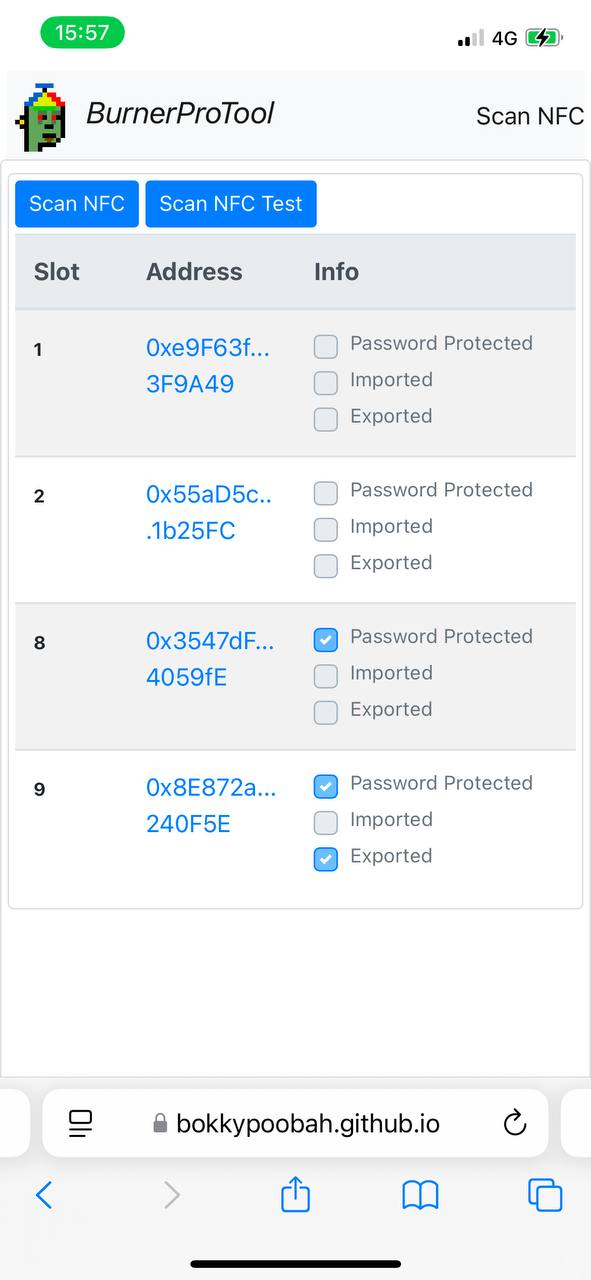 15:57
4G
BurnerProTool
Scan NFC
Scan NFC
Scan NFC Test
Slot Address Info
1
0xe9F63f...
3F9A49
Password Protected
Imported
Exported
2
0x55aD5c..
.1b25FC
Password Protected
Imported
Exported
8
0x3547dF...
4059fE
Password Protected
Imported
Exported
9
0x8E872a...
240F5E
Password Protected
Imported
Exported
bokkypoobah.github.io